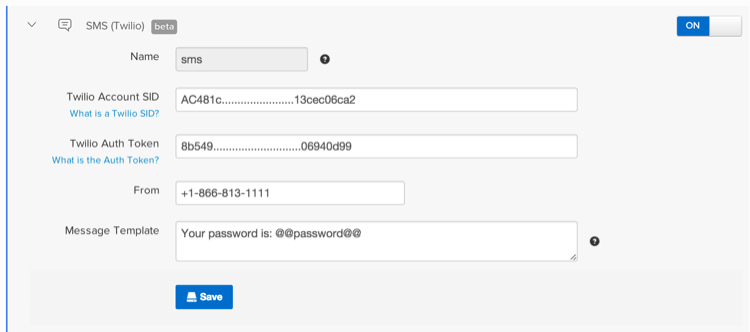 SMS (Twilio) beta ON
Name sms ?
Twilio Account SID AC481c........................13cec06ca2
What is a Twilio SID?
Twilio Auth Token 8b549.............................06940d99
What is the Auth Token?
From +1-866-813-1111
Message Template Your password is: @@password@@ ?
Save